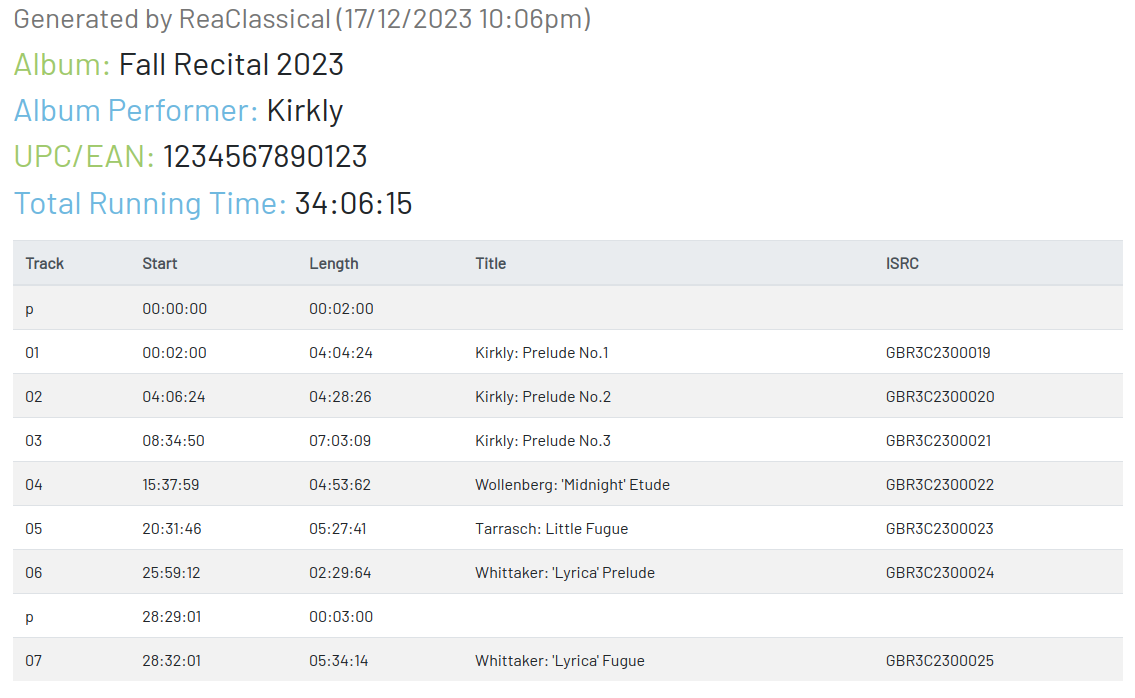 Generated by ReaClassical (17/12/2023 10:06pm)
Album: Fall Recital 2023
Album Performer: Kirkly
UPC/EAN: 1234567890123
Total Running Time: 34:06:15
Track Start Length Title ISRC
p 00:00:00 00:02:00
01 00:02:00 04:04:24 Kirkly: Prelude No.1 GBR3C2300019
02 04:06:24 04:28:26 Kirkly: Prelude No.2 GBR3C2300020
03 08:34:50 07:03:09 Kirkly: Prelude No.3 GBR3C2300021
04 15:37:59 04:53:62 Wollenberg: 'Midnight' Etude GBR3C2300022
05 20:31:46 05:27:41 Tarrasch: Little Fugue GBR3C2300023
06 25:59:12 02:29:64 Whittaker: 'Lyrica' Prelude GBR3C2300024
p 28:29:01 00:03:00
07 28:32:01 05:34:14 Whittaker: 'Lyrica' Fugue GBR3C2300025